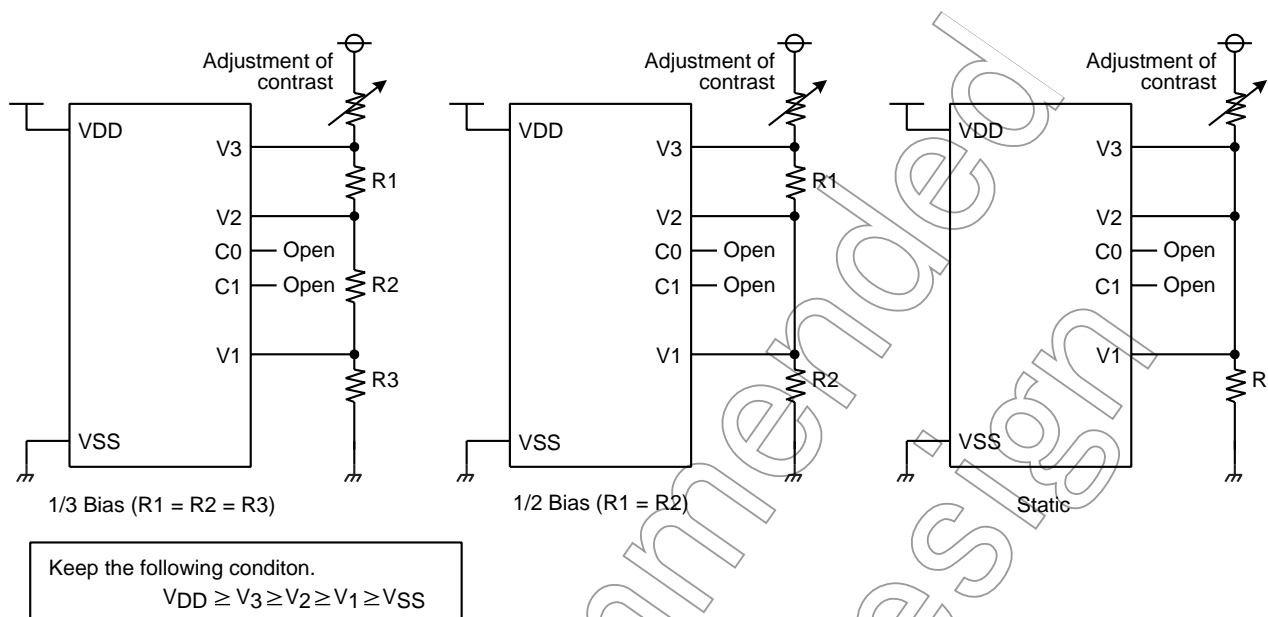 Adjustment of
contrast
VDD
V3
R1
V2
C0 Open
C1 Open
R2
V1
R3
VSS
1/3 Bias (R1 = R2 = R3)
Adjustment of
contrast
VDD
V3
R1
V2
C0 Open
C1 Open
V1
R2
VSS
1/2 Bias (R1 = R2)
Adjustment of
contrast
VDD
V3
V2
C0 Open
C1 Open
V1
R
VSS
Static
Keep the following conditon.
VDD ≥ V3 ≥ V2 ≥ V1 ≥ VSS
mmended
esign